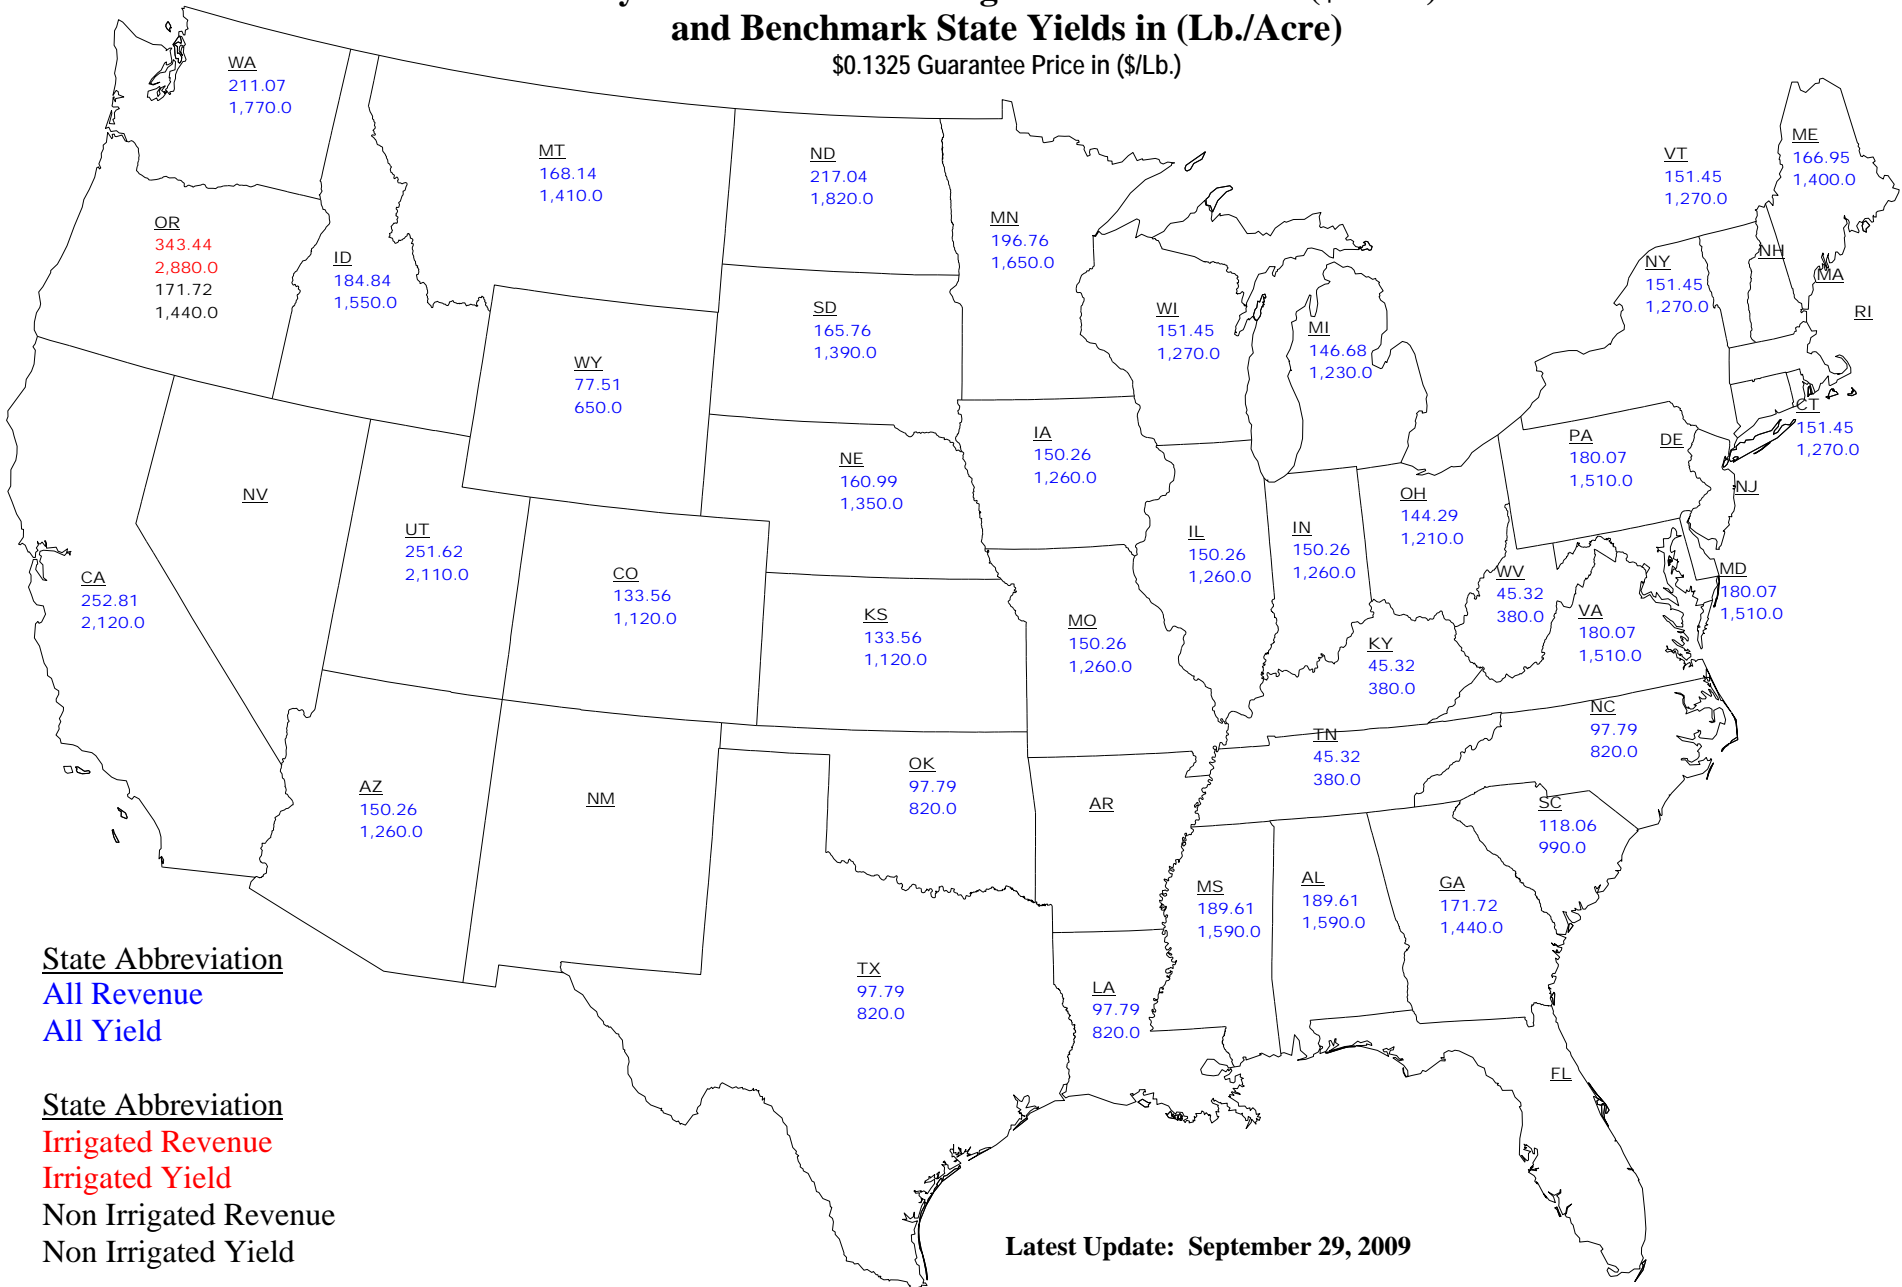 and Benchmark State Yields in (Lb./Acre)
$0.1325 Guarantee Price in ($/Lb.)
WA
211.07
1,770.0
MT
168.14
1,410.0
ND
217.04
1,820.0
MN
196.76
1,650.0
VT
151.45
1,270.0
ME
166.95
1,400.0
OR
343.44
2,880.0
171.72
1,440.0
ID
184.84
1,550.0
WY
77.51
650.0
SD
165.76
1,390.0
WI
151.45
1,270.0
MI
146.68
1,230.0
NY
151.45
1,270.0
NH
MA
RI
CT
151.45
1,270.0
NV
UT
251.62
2,110.0
CA
252.81
2,120.0
CO
133.56
1,120.0
NE
160.99
1,350.0
KS
133.56
1,120.0
IA
150.26
1,260.0
MO
150.26
1,260.0
IL
150.26
1,260.0
IN
150.26
1,260.0
OH
144.29
1,210.0
PA
180.07
1,510.0
DE
NJ
MD
180.07
1,510.0
WV
45.32
380.0
VA
180.07
1,510.0
KY
45.32
380.0
TN
45.32
380.0
NC
97.79
820.0
SC
118.06
990.0
AZ
150.26
1,260.0
NM
OK
97.79
820.0
AR
TX
97.79
820.0
LA
97.79
820.0
MS
189.61
1,590.0
AL
189.61
1,590.0
GA
171.72
1,440.0
FL
State Abbreviation
All Revenue
All Yield
State Abbreviation
Irrigated Revenue
Irrigated Yield
Non Irrigated Revenue
Non Irrigated Yield
Latest Update: September 29, 2009